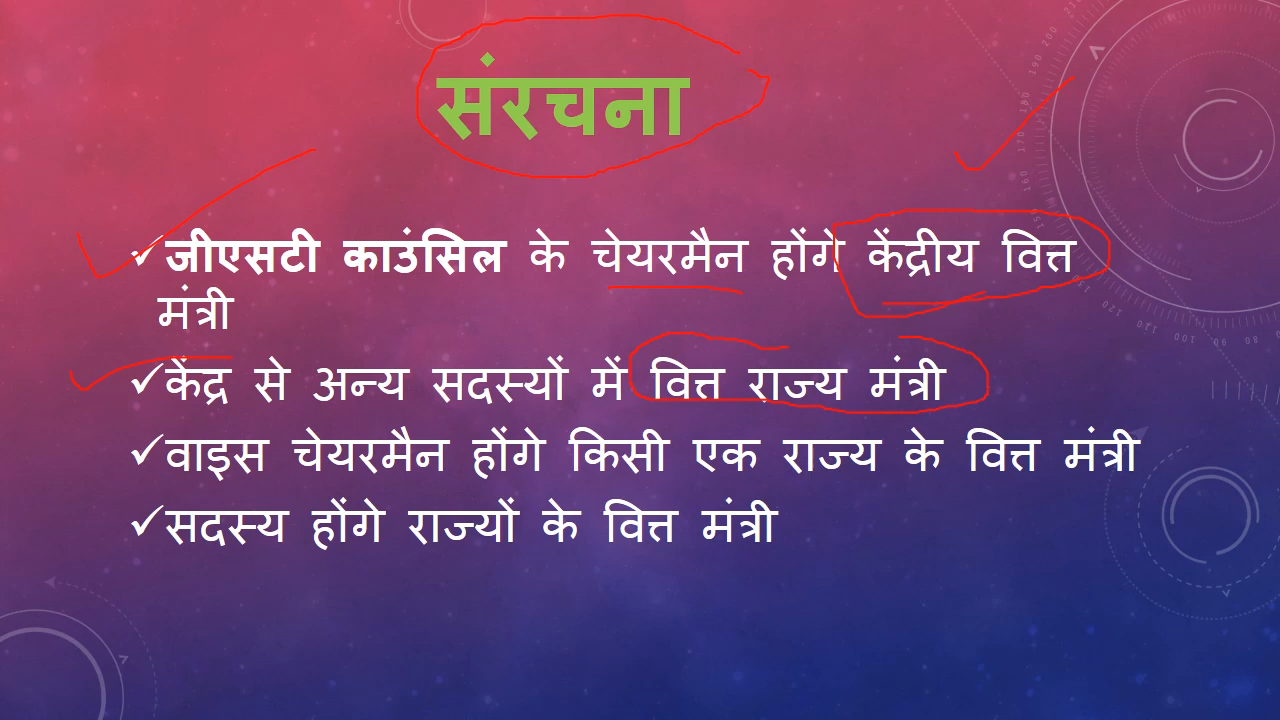 संरचना
जीएसटी काउंसिल के चेयरमैन होंगे केंद्रीय वित्त
मंत्री
केंद्र से अन्य सदस्यों में वित्त राज्य मंत्री
वाइस चेयरमैन होंगे किसी एक राज्य के वित्त मंत्री
सदस्य होंगे राज्यों के वित्त मंत्री